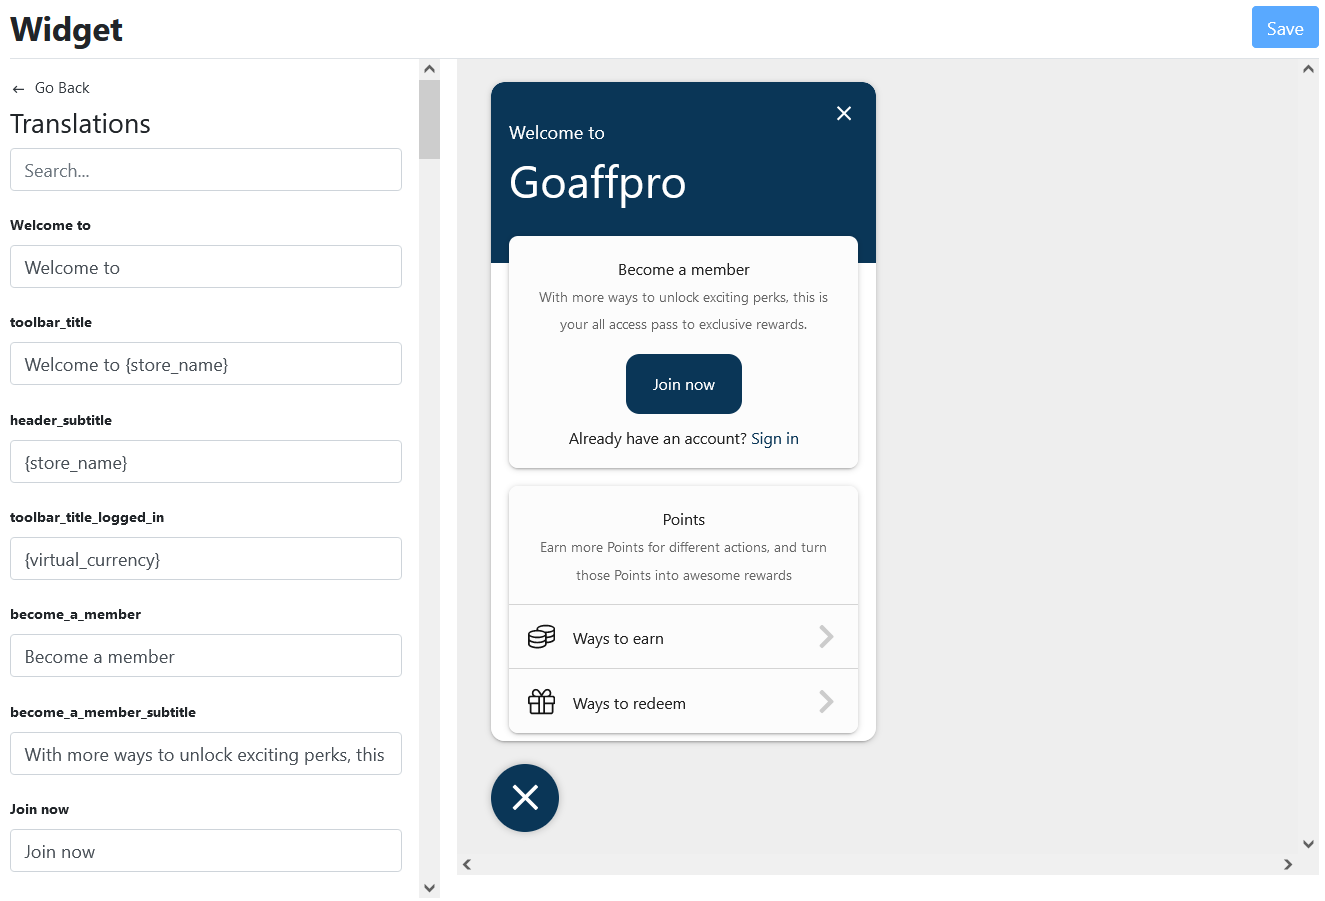 Widget
Save
Go Back
Translations
Search...
Welcome to
Welcome to
toolbar_title
Welcome to {store_name}
header_subtitle
{store_name}
toolbar_title_logged_in
{virtual_currency}
become_a_member
Become a member
become_a_member_subtitle
With more ways to unlock exciting perks, this
Join now
Join now
Welcome to
Goaffpro
Become a member
With more ways to unlock exciting perks, this is
your all access pass to exclusive rewards.
Join now
Already have an account? Sign in
Points
Earn more Points for different actions, and turn
those Points into awesome rewards
Ways to earn
Ways to redeem